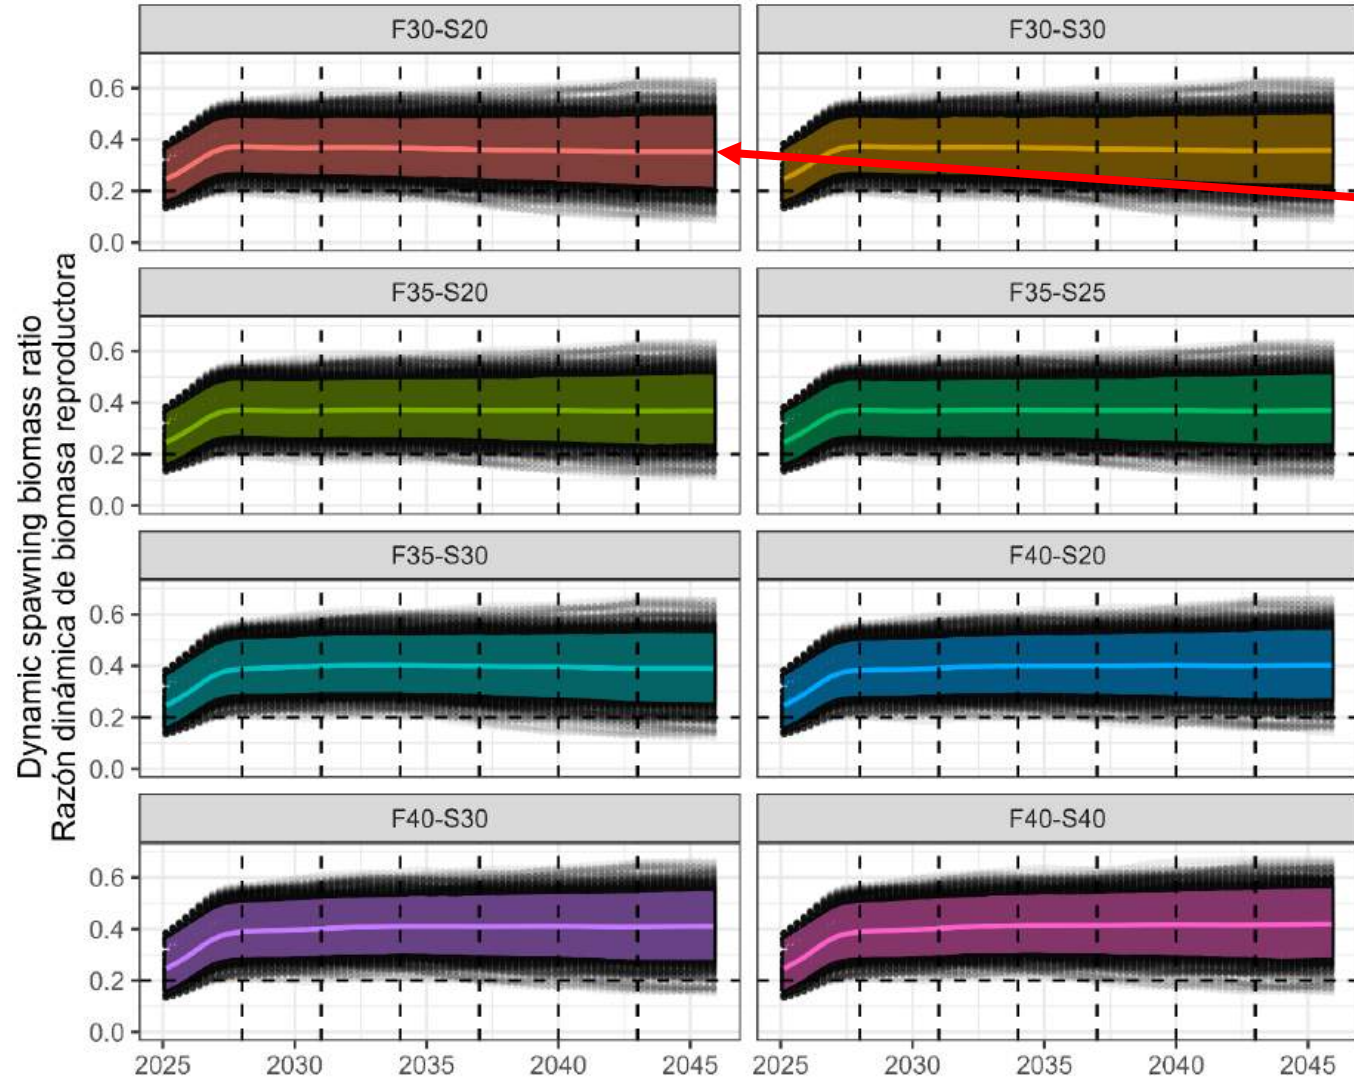 Dynamic spawning biomass ratio
Razón dinámica de biomasa reproductora
F30-S20
F30-S30
0.6
0.4
0.2
0.0
F35-S20
F35-S25
0.6
0.4
0.2
0.0
F35-S30
F40-S20
0.6
0.4
0.2
0.0
F40-S30
F40-S40
0.6
0.4
0.2
0.0
2025 2030 2035 2040 2045 2025 2030 2035 2040 2045